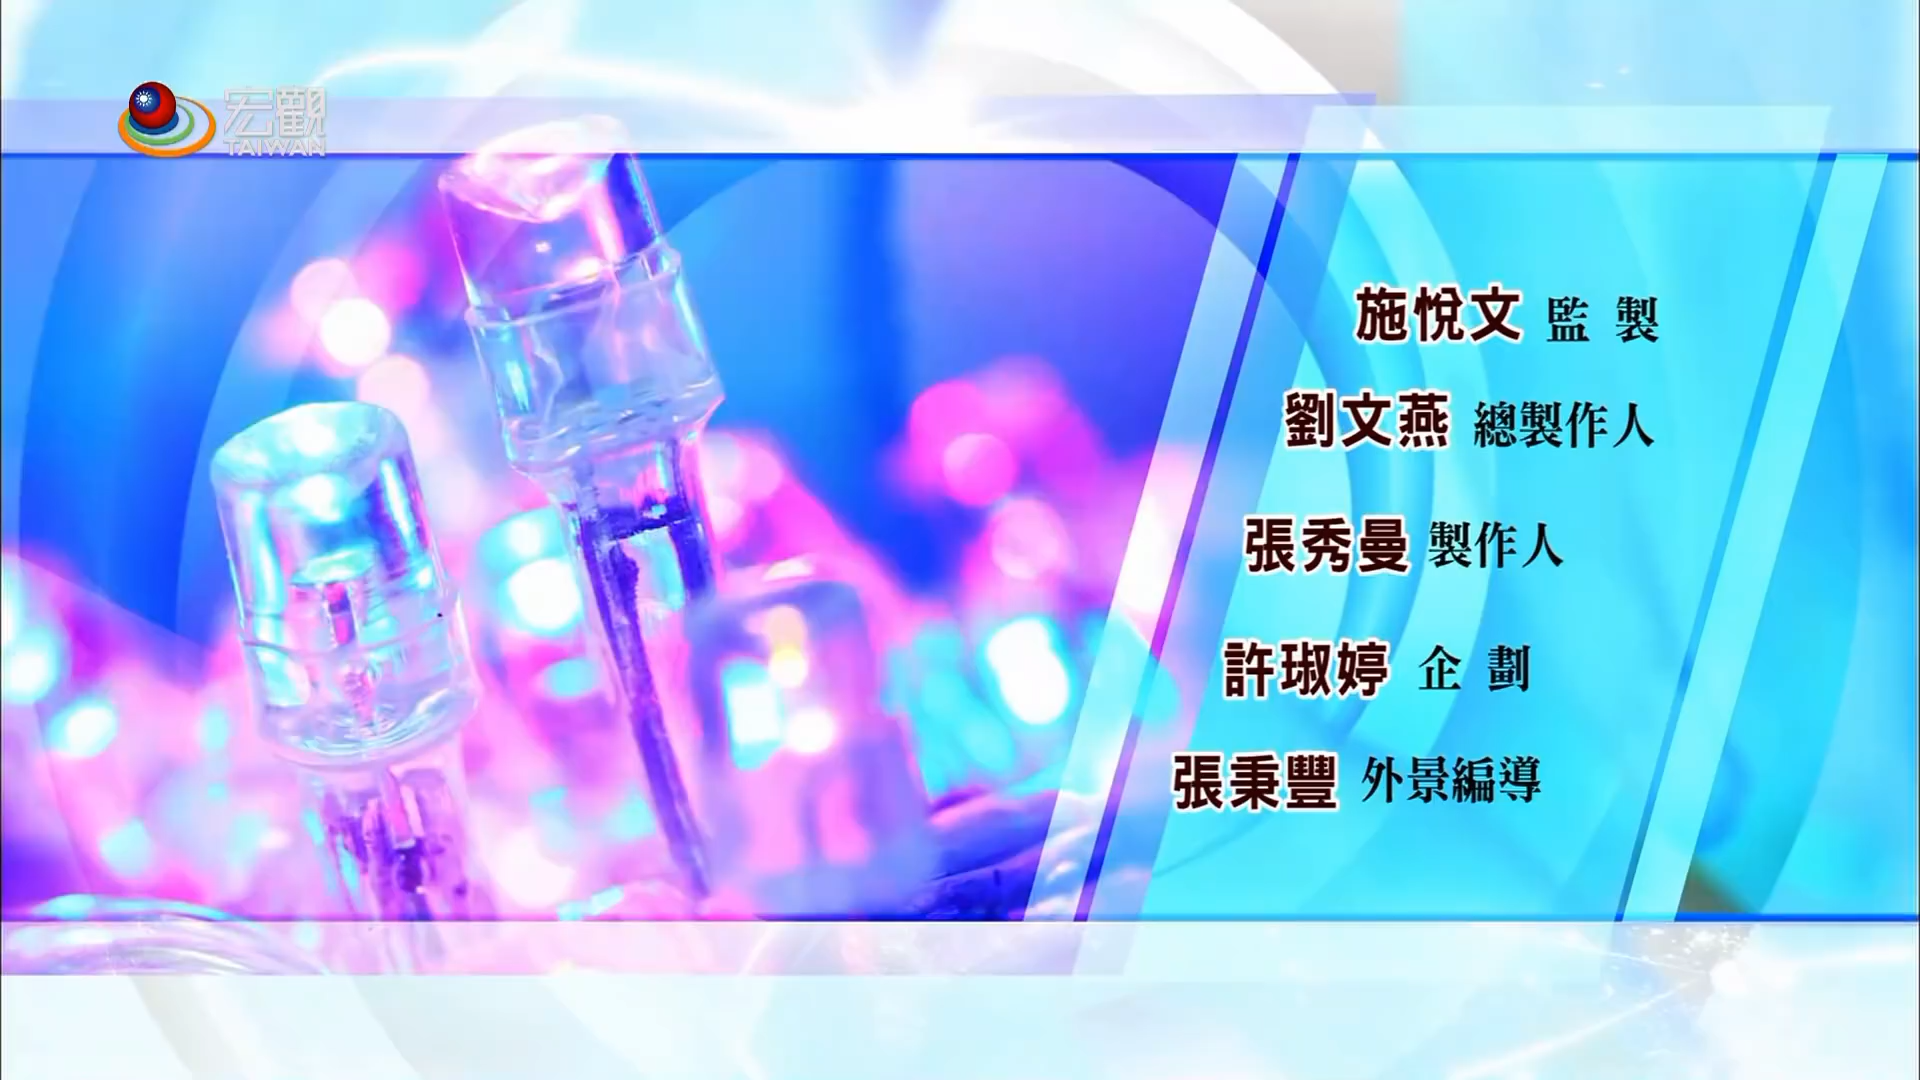 宏觀
TAIWAN
施悅文 監製
劉文燕 總製作人
張秀曼 製作人
許琡婷 企劃
張秉豐 外景編導